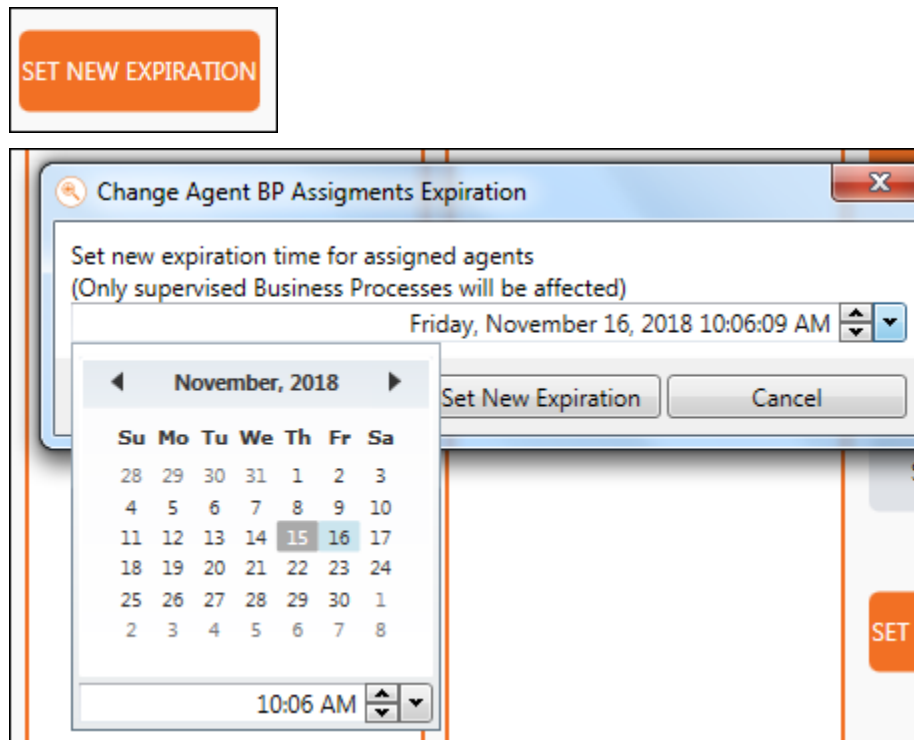 SET NEW EXPIRATION
Change Agent BP Assigments Expiration
X
Set new expiration time for assigned agents
(Only supervised Business Processes will be affected)
Friday, November 16, 2018 10:06:09 AM
Set New Expiration Cancel
November, 2018
Su Mo Tu We Th Fr Sa
28 29 30 31 1 2 3
4 5 6 7 8 9 10
11 12 13 14 15 16 17
18 19 20 21 22 23 24
25 26 27 28 29 30 1
2 3 4 5 6 7 8
10:06 AM
SET